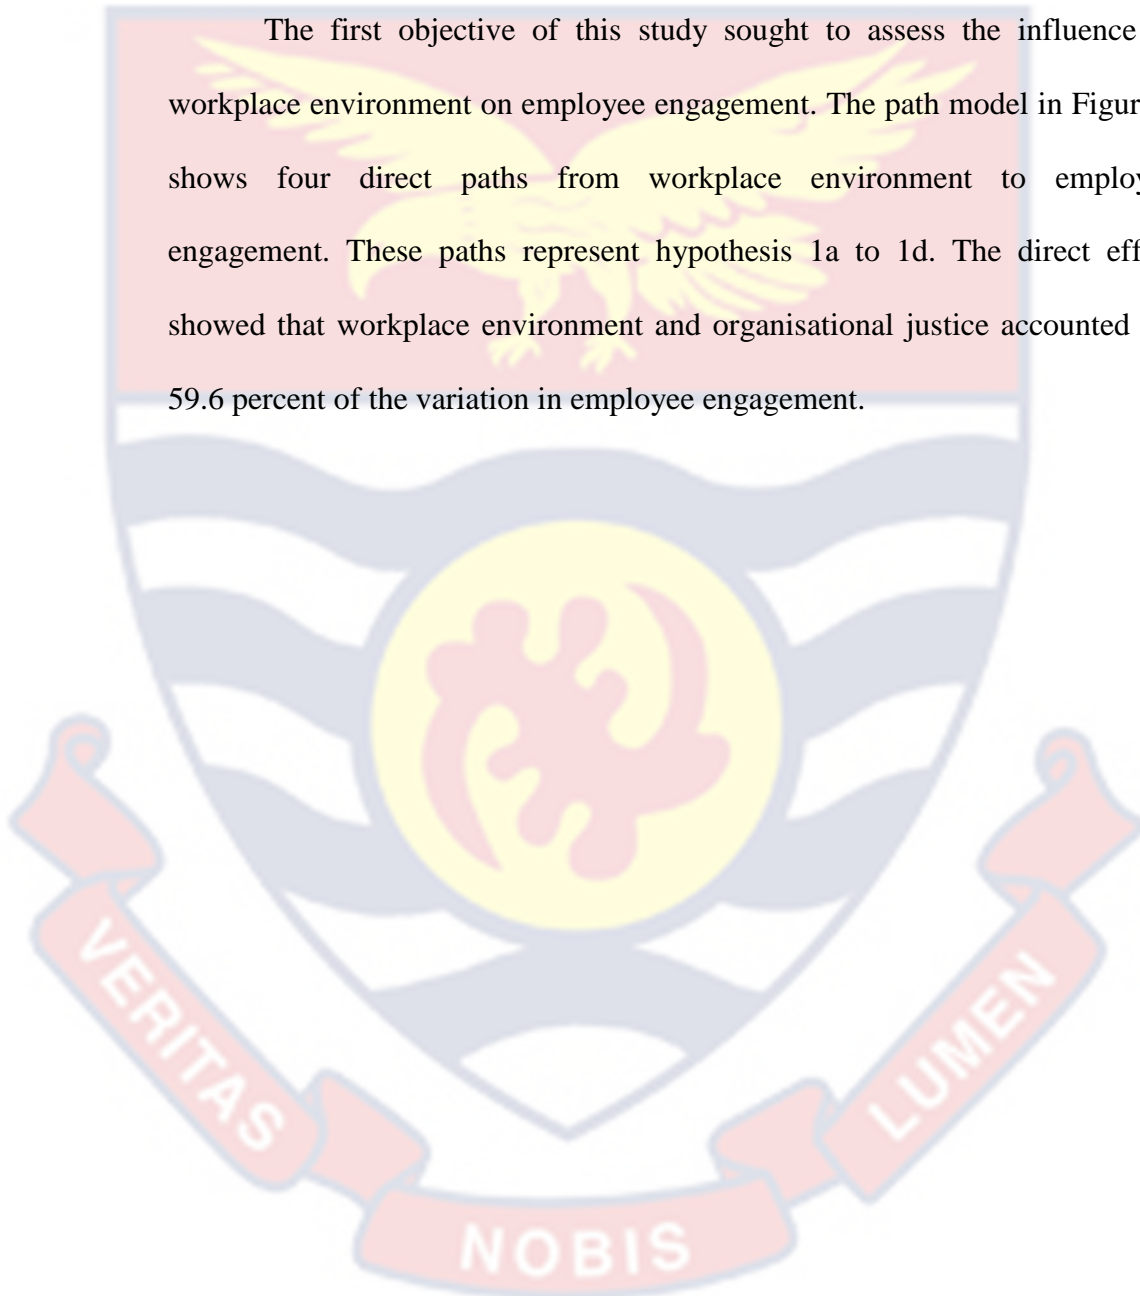 The first objective of this study sought to assess the influence
workplace environment on employee engagement. The path model in Figur
shows four direct paths from workplace environment to employ
engagement. These paths represent hypothesis 1a to 1d. The direct eff
showed that workplace environment and organisational justice accounted
59.6 percent of the variation in employee engagement.
VERITAS
NOBIS
LUMEN